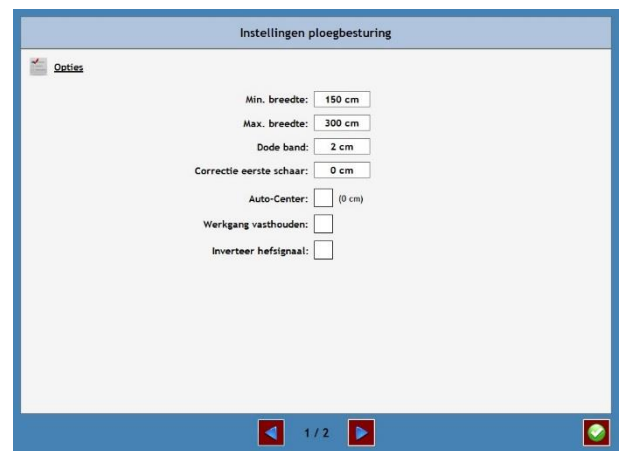 Instellingen ploegbesturing
Opties
Min. breedte: 150 cm
Max. breedte: 300 cm
Dode band: 2 cm
Correctie eerste schaar: 0 cm
Auto-Center: (0 cm)
Werkgang vasthouden:
Inverteer hefsignaal:
1 / 2